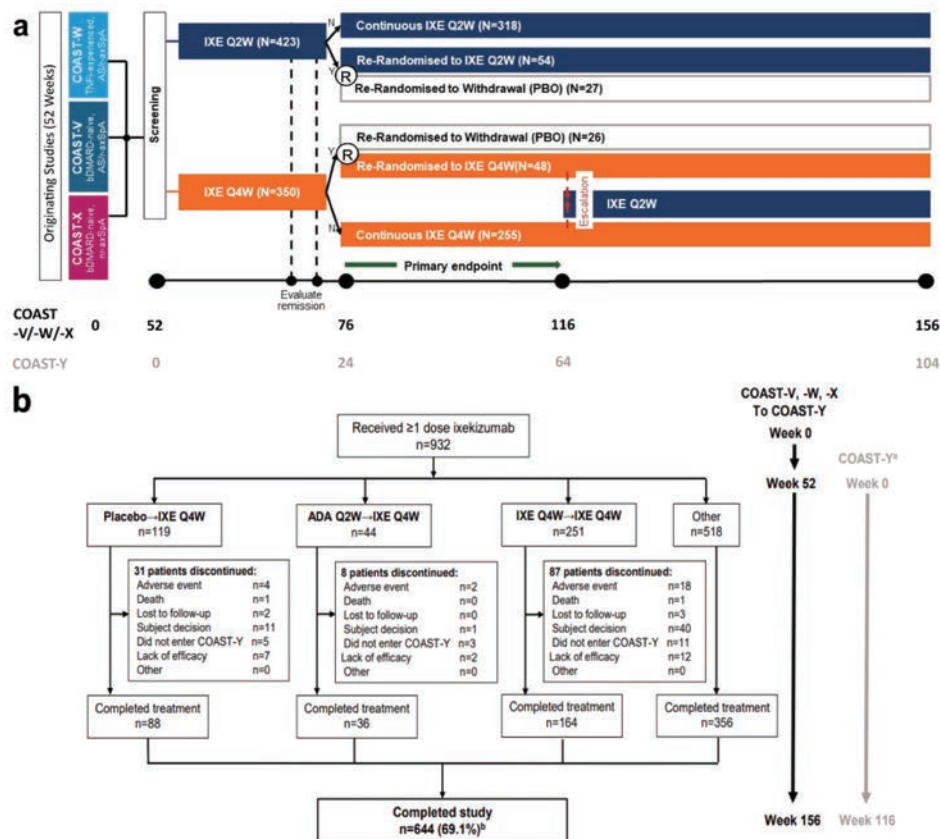 a
Originating Studies (52 Weeks)
COAST-W
TNFi-experienced,
AS/r-axSpA
COAST-V
bDMARD-naive,
AS/r-axSpA
COAST-X
bDMARD-naive,
nr-axSpA
Screening
IXE Q2W (N=423)
N
Continuous IXE Q2W (N=318)
Re-Randomised to IXE Q2W (N=54)
Y
R
Re-Randomised to Withdrawal (PBO) (N=27)
Re-Randomised to Withdrawal (PBO) (N=26)
Y
R
Re-Randomised to IXE Q4W(N=48)
IXE Q4W (N=350)
Escalation
IXE Q2W
N
Continuous IXE Q4W (N=255)
Primary endpoint
Evaluate
remission
COAST
-V/-W/-X
0
52
76
116
156
COAST-Y
0
24
64
104
b
COAST-V, -W, -X
To COAST-Y
Week 0
COAST-Yª
Week 52
Week 0
Received ≥1 dose ixekizumab
n=932
Placebo→IXE Q4W
n=119
ADA Q2W→IXE Q4W
n=44
IXE Q4W→IXE Q4W
n=251
Other
n=518
31 patients discontinued:
Adverse event n=4
Death n=1
Lost to follow-up n=2
Subject decision n=11
Did not enter COAST-Y n=5
Lack of efficacy n=7
Other n=0
8 patients discontinued:
Adverse event n=2
Death n=0
Lost to follow-up n=0
Subject decision n=1
Did not enter COAST-Y n=3
Lack of efficacy n=2
Other n=0
87 patients discontinued:
Adverse event n=18
Death n=1
Lost to follow-up n=3
Subject decision n=40
Did not enter COAST-Y n=11
Lack of efficacy n=12
Other n=0
Completed treatment
n=88
Completed treatment
n=36
Completed treatment
n=164
Completed treatment
n=356
Completed study
n=644 (69.1%)ᵇ
Week 156
Week 116